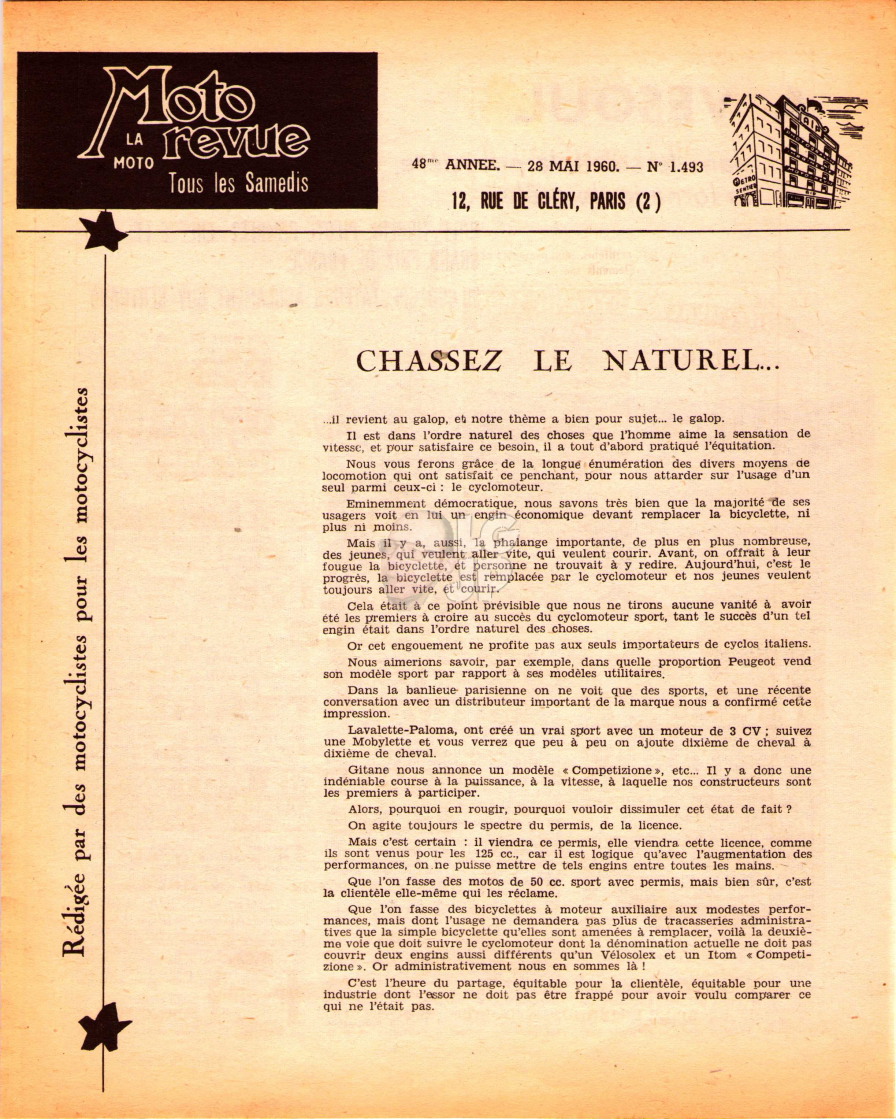 Moto
LA
MOTO
revue
Tous les Samedis
48me ANNEE. — 28 MAI 1960. — N° 1.493
12, RUE DE CLÉRY, PARIS (2)
METRO
SENTIER
Rédigée par des motocyclistes pour les motocyclistes
CHASSEZ LE NATUREL...
...il revient au galop, et notre thème a bien pour sujet... le galop.
Il est dans l'ordre naturel des choses que l'homme aime la sensation de
vitesse, et pour satisfaire ce besoin, il a tout d'abord pratiqué l'équitation.
Nous vous ferons grâce de la longue énumération des divers moyens de
locomotion qui ont satisfait ce penchant, pour nous attarder sur l'usage d'un
seul parmi ceux-ci : le cyclomoteur.
Eminemment démocratique, nous savons très bien que la majorité de ses
usagers voit en lui un engin économique devant remplacer la bicyclette, ni
plus ni moins.
Mais il y a, aussi, la phalange importante, de plus en plus nombreuse,
des jeunes, qui veulent aller vite, qui veulent courir. Avant, on offrait à leur
fougue la bicyclette, et personne ne trouvait à y redire. Aujourd'hui, c'est le
progrès, la bicyclette est remplacée par le cyclomoteur et nos jeunes veulent
toujours aller vite, et courir.
Cela était à ce point prévisible que nous ne tirons aucune vanité à avoir
été les premiers à croire au succès du cyclomoteur sport, tant le succès d'un tel
engin était dans l'ordre naturel des choses.
Or cet engouement ne profite pas aux seuls importateurs de cyclos italiens.
Nous aimerions savoir, par exemple, dans quelle proportion Peugeot vend
son modèle sport par rapport à ses modèles utilitaires.
Dans la banlieue parisienne on ne voit que des sports, et une récente
conversation avec un distributeur important de la marque nous a confirmé cette
impression.
Lavalette-Paloma, ont créé un vrai sport avec un moteur de 3 CV ; suivez
une Mobylette et vous verrez que peu à peu on ajoute dixième de cheval à
dixième de cheval.
Gitane nous annonce un modèle « Competizione », etc... Il y a donc une
indéniable course à la puissance, à la vitesse, à laquelle nos constructeurs sont
les premiers à participer.
Alors, pourquoi en rougir, pourquoi vouloir dissimuler cet état de fait ?
On agite toujours le spectre du permis, de la licence.
Mais c'est certain : il viendra ce permis, elle viendra cette licence, comme
ils sont venus pour les 125 cc., car il est logique qu'avec l'augmentation des
performances, on ne puisse mettre de tels engins entre toutes les mains.
Que l'on fasse des motos de 50 cc. sport avec permis, mais bien sûr, c'est
la clientèle elle-même qui les réclame.
Que l'on fasse des bicyclettes à moteur auxiliaire aux modestes perfor-
mances, mais dont l'usage ne demandera pas plus de tracasseries administra-
tives que la simple bicyclette qu'elles sont amenées à remplacer, voilà la deuxiè-
me voie que doit suivre le cyclomoteur dont la dénomination actuelle ne doit pas
couvrir deux engins aussi différents qu'un Vélosolex et un Itom « Competi-
zione ». Or administrativement nous en sommes là !
C'est l'heure du partage, équitable pour la clientèle, équitable pour une
industrie dont l'essor ne doit pas être frappé pour avoir voulu comparer ce
qui ne l'était pas.